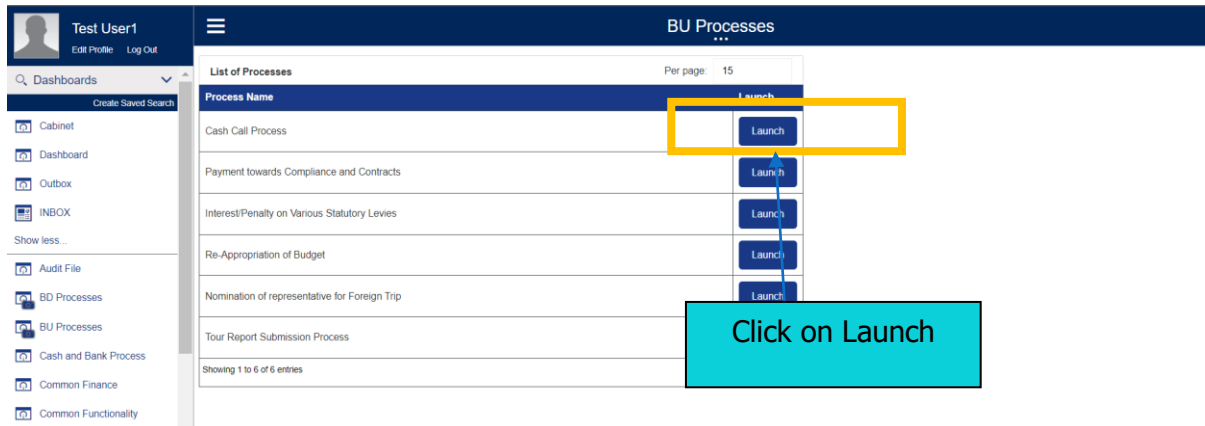 Test User1
Edit Profile Log Out
BU Processes
Dashboards
Create Saved Search
Cabinet
Dashboard
Outbox
INBOX
Show less...
Audit File
BD Processes
BU Processes
Cash and Bank Process
Common Finance
Common Functionality
List of Processes Per page: 15
Process Name Launch
Cash Call Process Launch
Payment towards Compliance and Contracts Launch
Interest/Penalty on Various Statutory Levies Launch
Re-Appropriation of Budget Launch
Nomination of representative for Foreign Trip Launch
Tour Report Submission Process
Showing 1 to 6 of 6 entries
Click on Launch